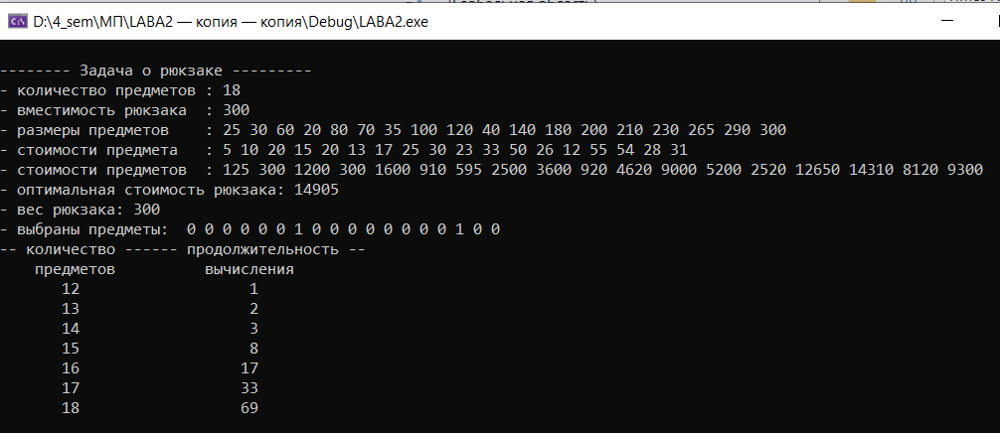 D:\4_sem\МП\LABA2 — копия — копия\Debug\LABA2.exe
-------- Задача о рюкзаке ---------
- количество предметов : 18
- вместимость рюкзака  : 300
- размеры предметов    : 25 30 60 20 80 70 35 100 120 40 140 180 200 210 230 265 290 300
- стоимости предмета   : 5 10 20 15 20 13 17 25 30 23 33 50 26 12 55 54 28 31
- стоимости предметов  : 125 300 1200 300 1600 910 595 2500 3600 920 4620 9000 5200 2520 12650 14310 8120 9300
- оптимальная стоимость рюкзака: 14905
- вес рюкзака: 300
- выбраны предметы:  0 0 0 0 0 0 1 0 0 0 0 0 0 0 0 1 0 0
-- количество ------ продолжительность --
предметов          вычисления
12                   1
13                   2
14                   3
15                   8
16                  17
17                  33
18                  69